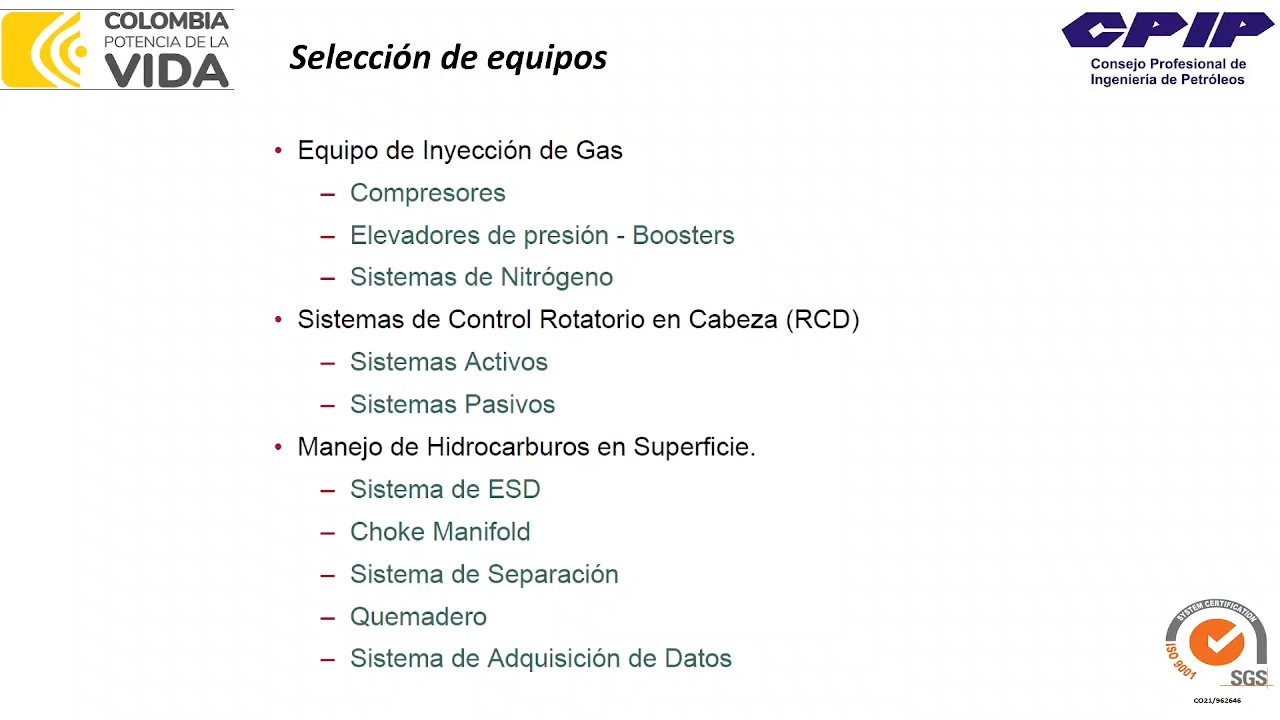 COLOMBIA
POTENCIA DE LA
VIDA
Selección de equipos
CPIP
Consejo Profesional de
Ingeniería de Petróleos
• Equipo de Inyección de Gas
– Compresores
– Elevadores de presión - Boosters
– Sistemas de Nitrógeno
• Sistemas de Control Rotatorio en Cabeza (RCD)
– Sistemas Activos
– Sistemas Pasivos
• Manejo de Hidrocarburos en Superficie.
– Sistema de ESD
– Choke Manifold
– Sistema de Separación
– Quemadero
– Sistema de Adquisición de Datos
SYSTEM CERTIFICATION
ISO 9001
SGS
CO21/962646